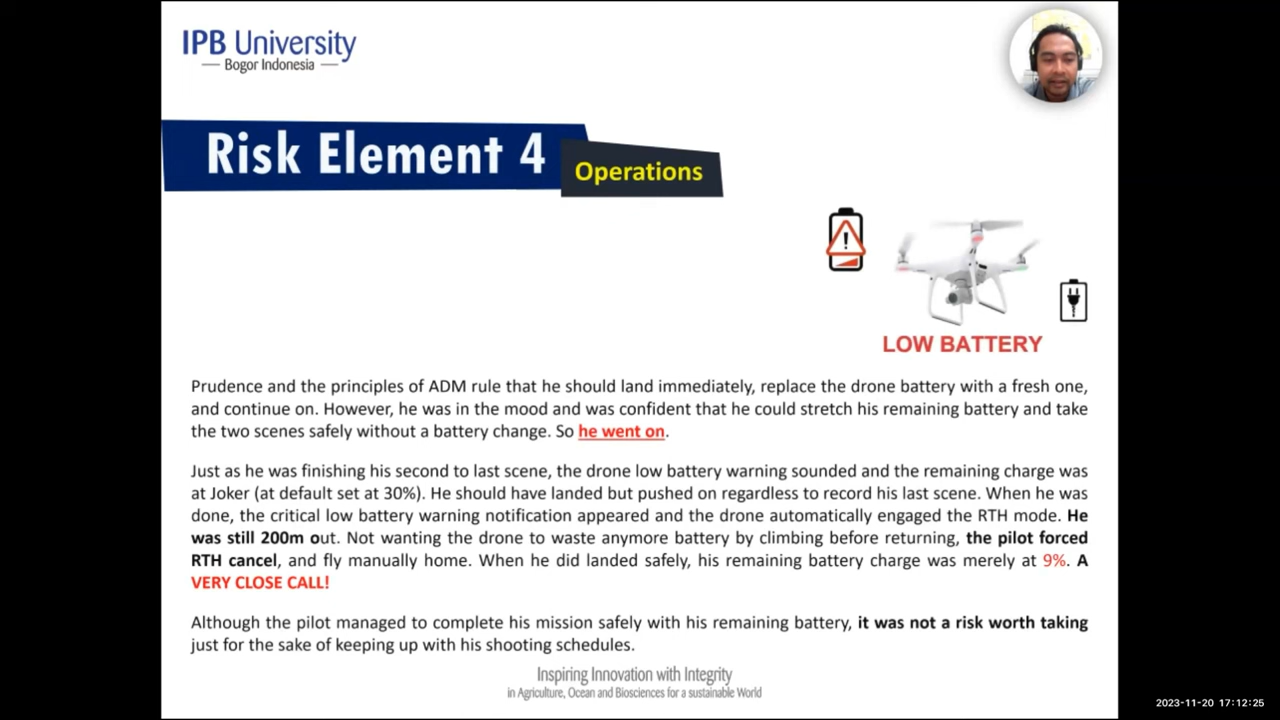 IPB University
Bogor Indonesia
Risk Element 4
Operations
LOW BATTERY
Prudence and the principles of ADM rule that he should land immediately, replace the drone battery with a fresh one,
and continue on. However, he was in the mood and was confident that he could stretch his remaining battery and take
the two scenes safely without a battery change. So he went on.
Just as he was finishing his second to last scene, the drone low battery warning sounded and the remaining charge was
at Joker (at default set at 30%). He should have landed but pushed on regardless to record his last scene. When he was
done, the critical low battery warning notification appeared and the drone automatically engaged the RTH mode. He
was still 200m out. Not wanting the drone to waste anymore battery by climbing before returning, the pilot forced
RTH cancel, and fly manually home. When he did landed safely, his remaining battery charge was merely at 9%. A
VERY CLOSE CALL!
Although the pilot managed to complete his mission safely with his remaining battery, it was not a risk worth taking
just for the sake of keeping up with his shooting schedules.
Inspiring Innovation with Integrity
in Agriculture, Ocean and Biosciences for a sustainable World
2023-11-20 17:12:25